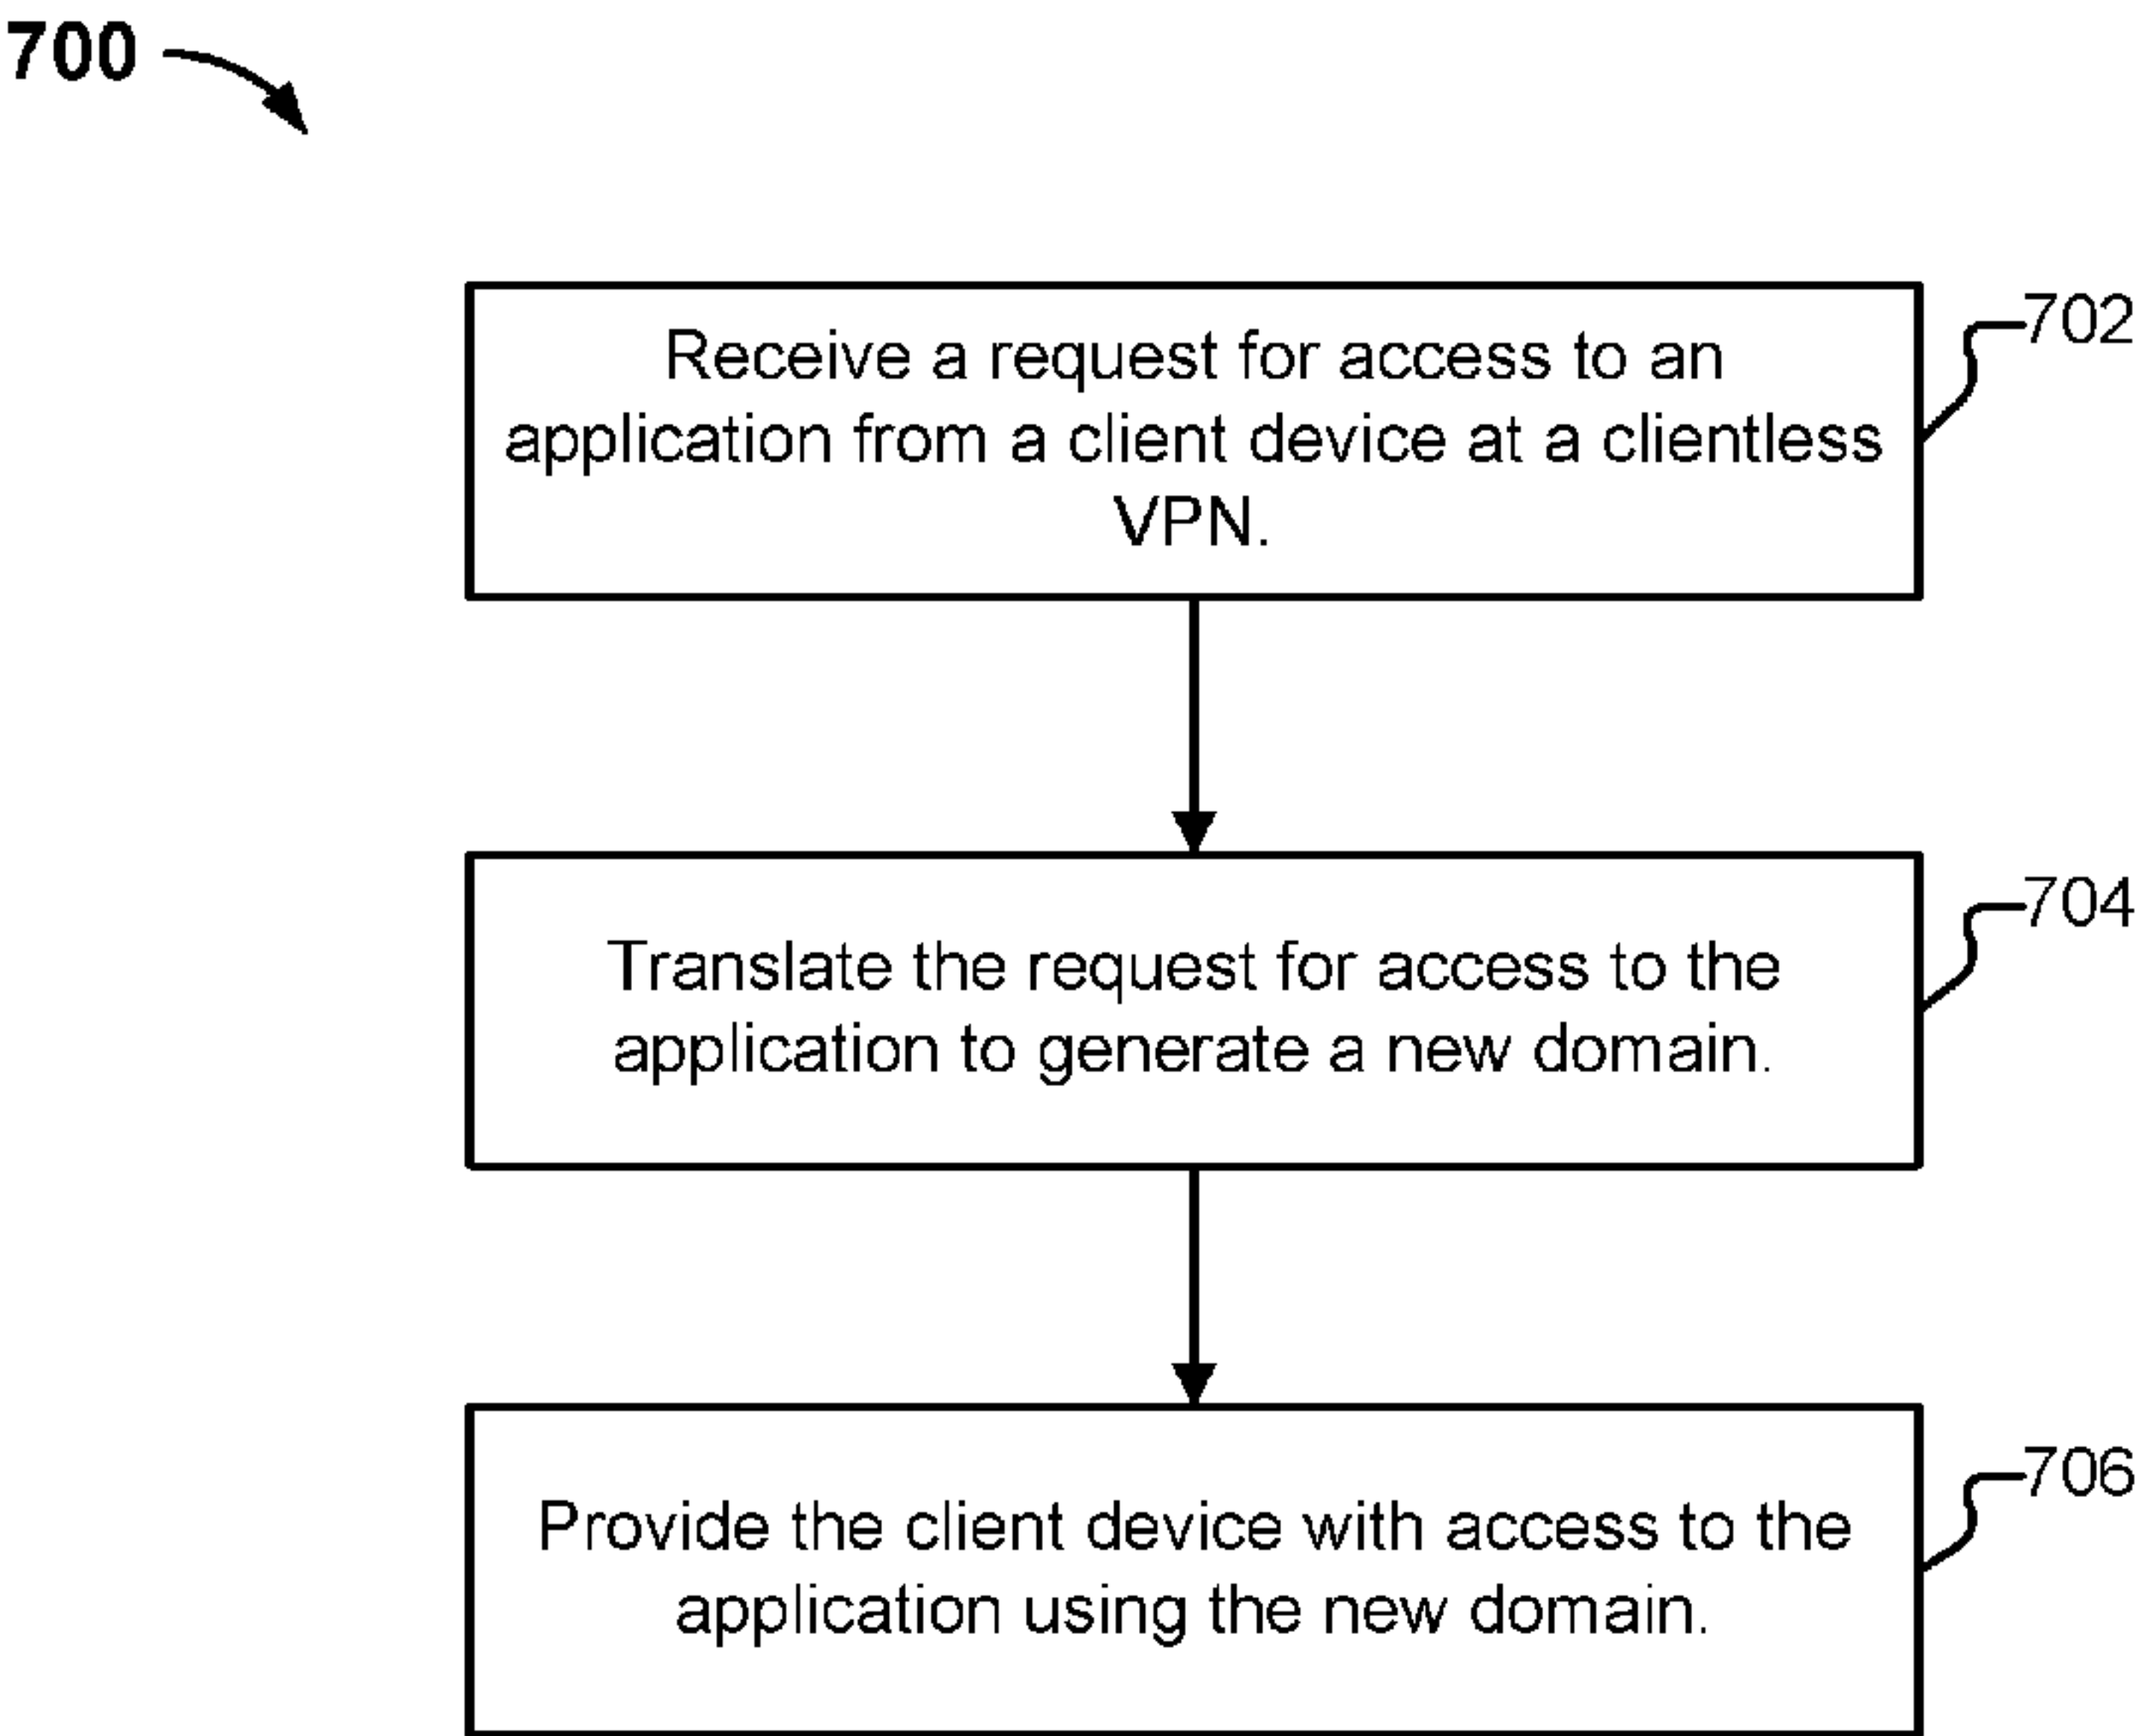 700
Receive a request for access to an
application from a client device at a clientless
VPN.
702
Translate the request for access to the
application to generate a new domain.
704
Provide the client device with access to the
application using the new domain.
706